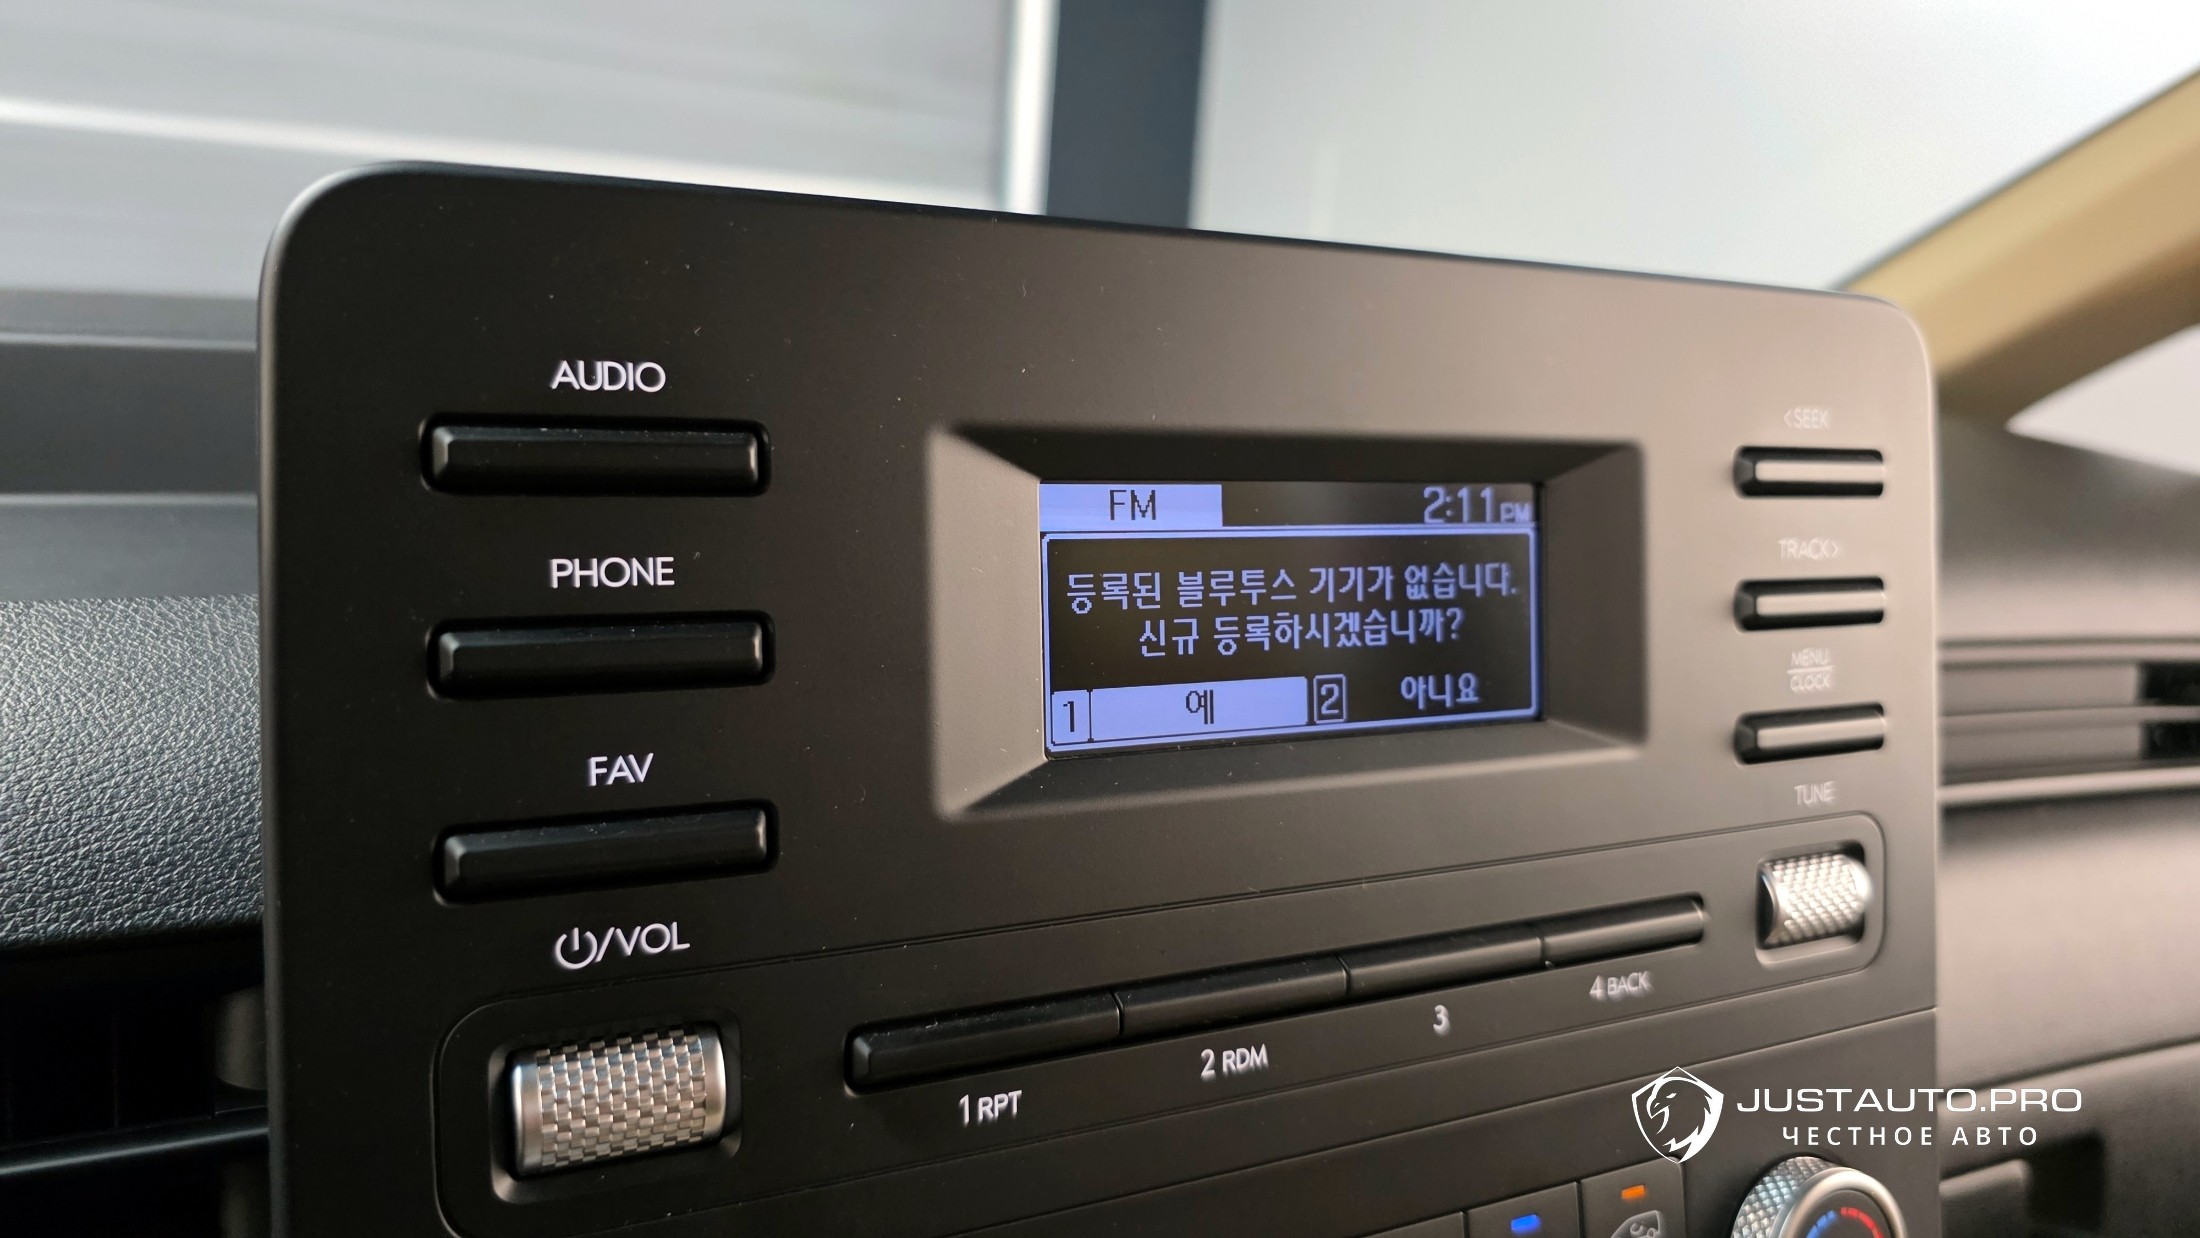 AUDIO
PHONE
FAV
/VOL
FM 2:11 PM
등록된 블루투스 기기가 없습니다.
신규 등록하시겠습니까?
1 예 2 아니요
<SEEK
TRACK>
MENU
CLOCK
TUNE
1 RPT
2 RDM
3
4 BACK
JUSTAUTO.PRO
ЧЕСТНОЕ АВТО